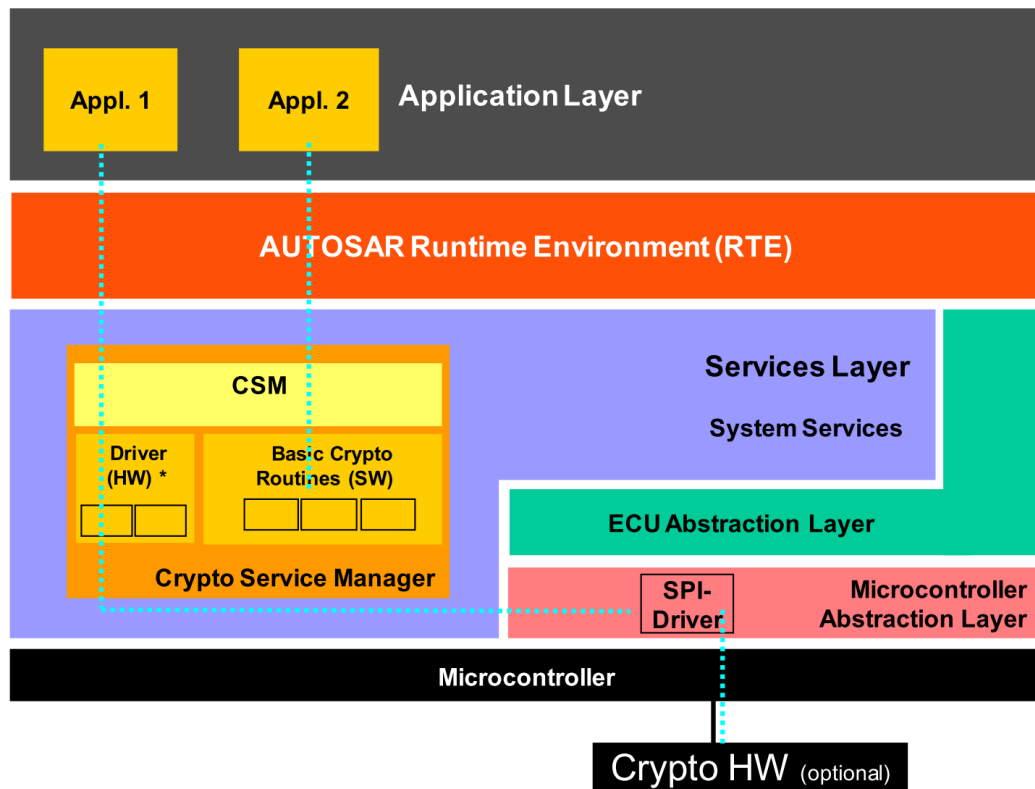 Appl. 1
Appl. 2
Application Layer
AUTOSAR Runtime Environment (RTE)
CSM
Driver
(HW) *
Basic Crypto
Routines (SW)
Crypto Service Manager
Services Layer
System Services
ECU Abstraction Layer
SPI-
Driver
Microcontroller
Abstraction Layer
Microcontroller
Crypto HW (optional)